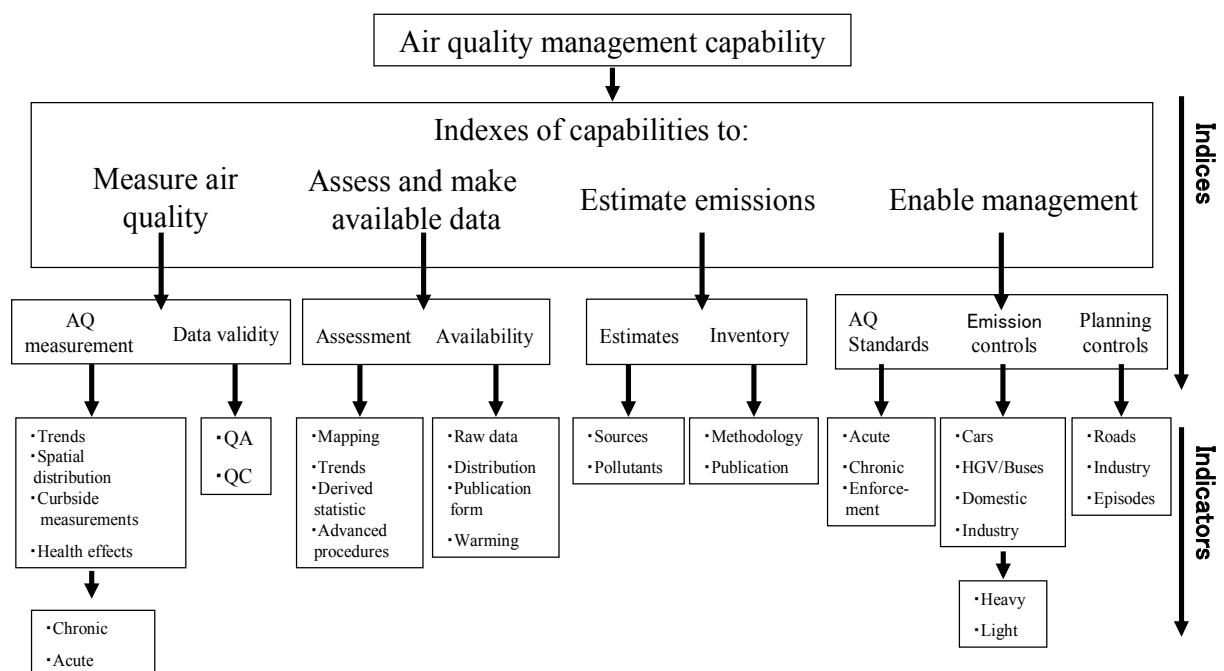 Air quality management capability
Indexes of capabilities to:
Measure air
quality
Assess and make
available data
Estimate emissions
Enable management
Indices
AQ
measurement
Data validity
Assessment
Availability
Estimates
Inventory
AQ
Standards
Emission
controls
Planning
controls
・Trends
・Spatial
distribution
・Curbside
measurements
・Health effects
・QA
・QC
・Mapping
・Trends
・Derived
statistic
・Advanced
procedures
・Raw data
・Distribution
・Publication
form
・Warming
・Sources
・Pollutants
・Methodology
・Publication
・Acute
・Chronic
・Enforce-
ment
・Cars
・HGV/Buses
・Domestic
・Industry
・Roads
・Industry
・Episodes
Indicators
・Chronic
・Acute
・Heavy
・Light